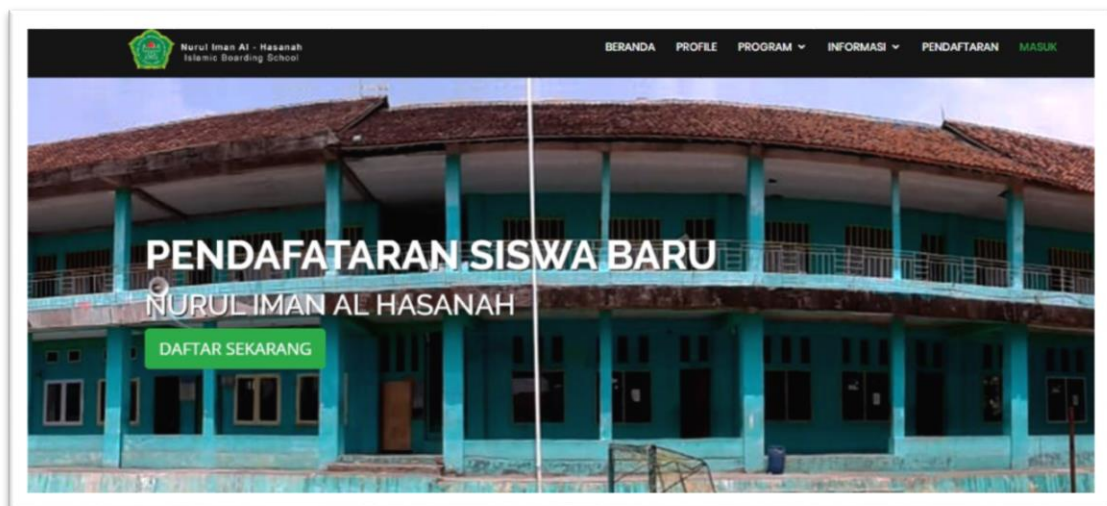 Nurul Iman Al - Hasanah
Islamic Boarding School
BERANDA PROFILE PROGRAM INFORMASI PENDAFTARAN MASUK
PENDAFATARAN SISWA BARU
NURUL IMAN AL HASANAH
DAFTAR SEKARANG